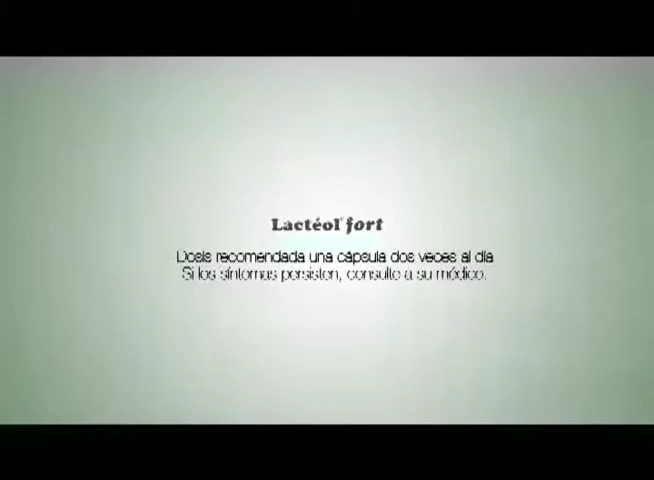 Lactéol® fort
Dosis recomendada una cápsula dos veces al día
Si los síntomas persisten, consulte a su médico.